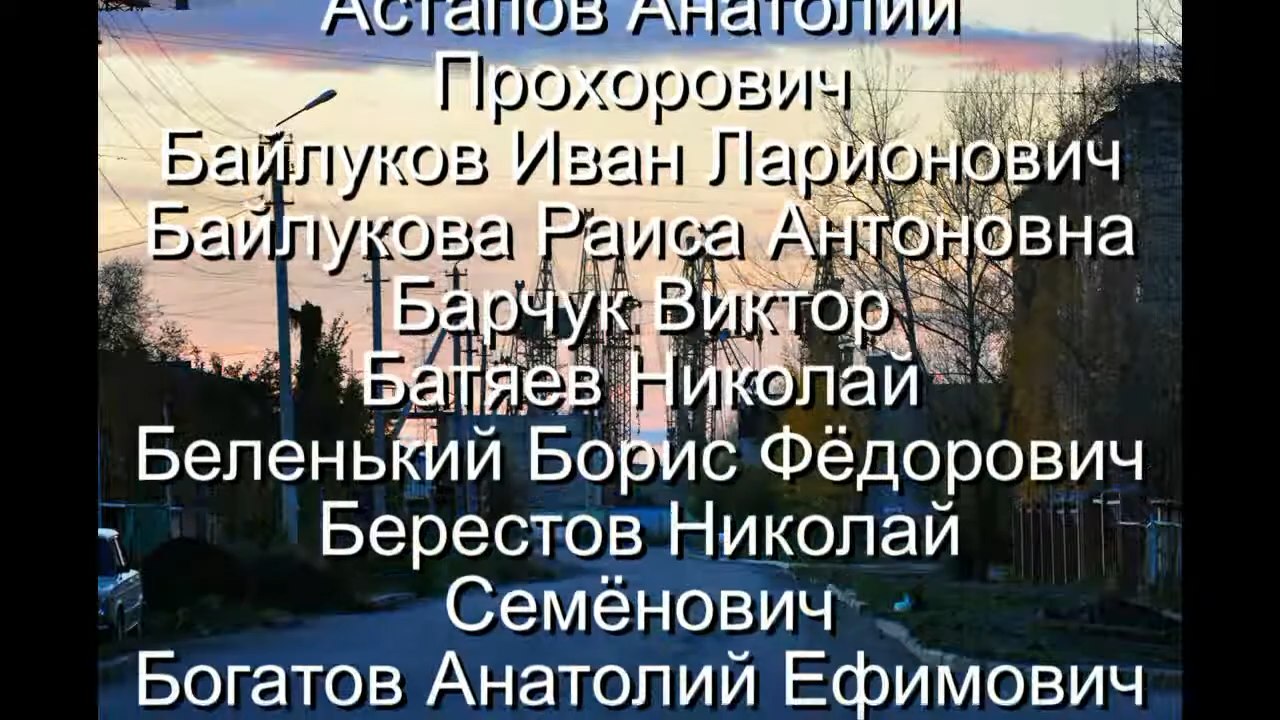 Астапов Анатолий
Прохорович
Байлуков Иван Ларионович
Байлукова Раиса Антоновна
Барчук Виктор
Батяев Николай
Беленький Борис Фёдорович
Берестов Николай
Семёнович
Богатов Анатолий Ефимович